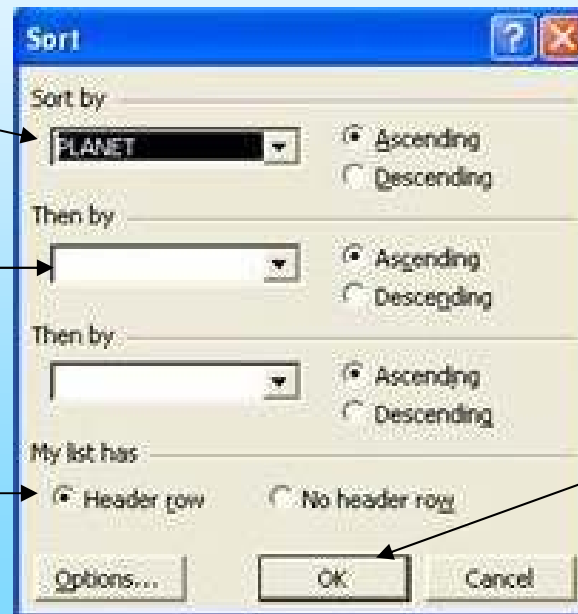 Sort
Sort by
PLANET
Ascending
Descending
Then by
Ascending
Descending
Then by
Ascending
Descending
My list has
Header row
No header row
Options...
OK
Cancel